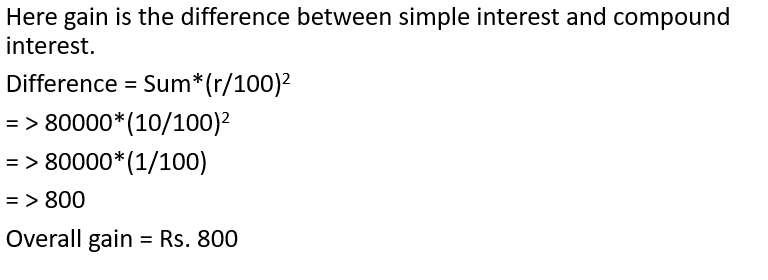 Here gain is the difference between simple interest and compound
interest.
Difference = Sum*(r/100)²
= > 80000*(10/100)²
= > 80000*(1/100)
= > 800
Overall gain = Rs. 800